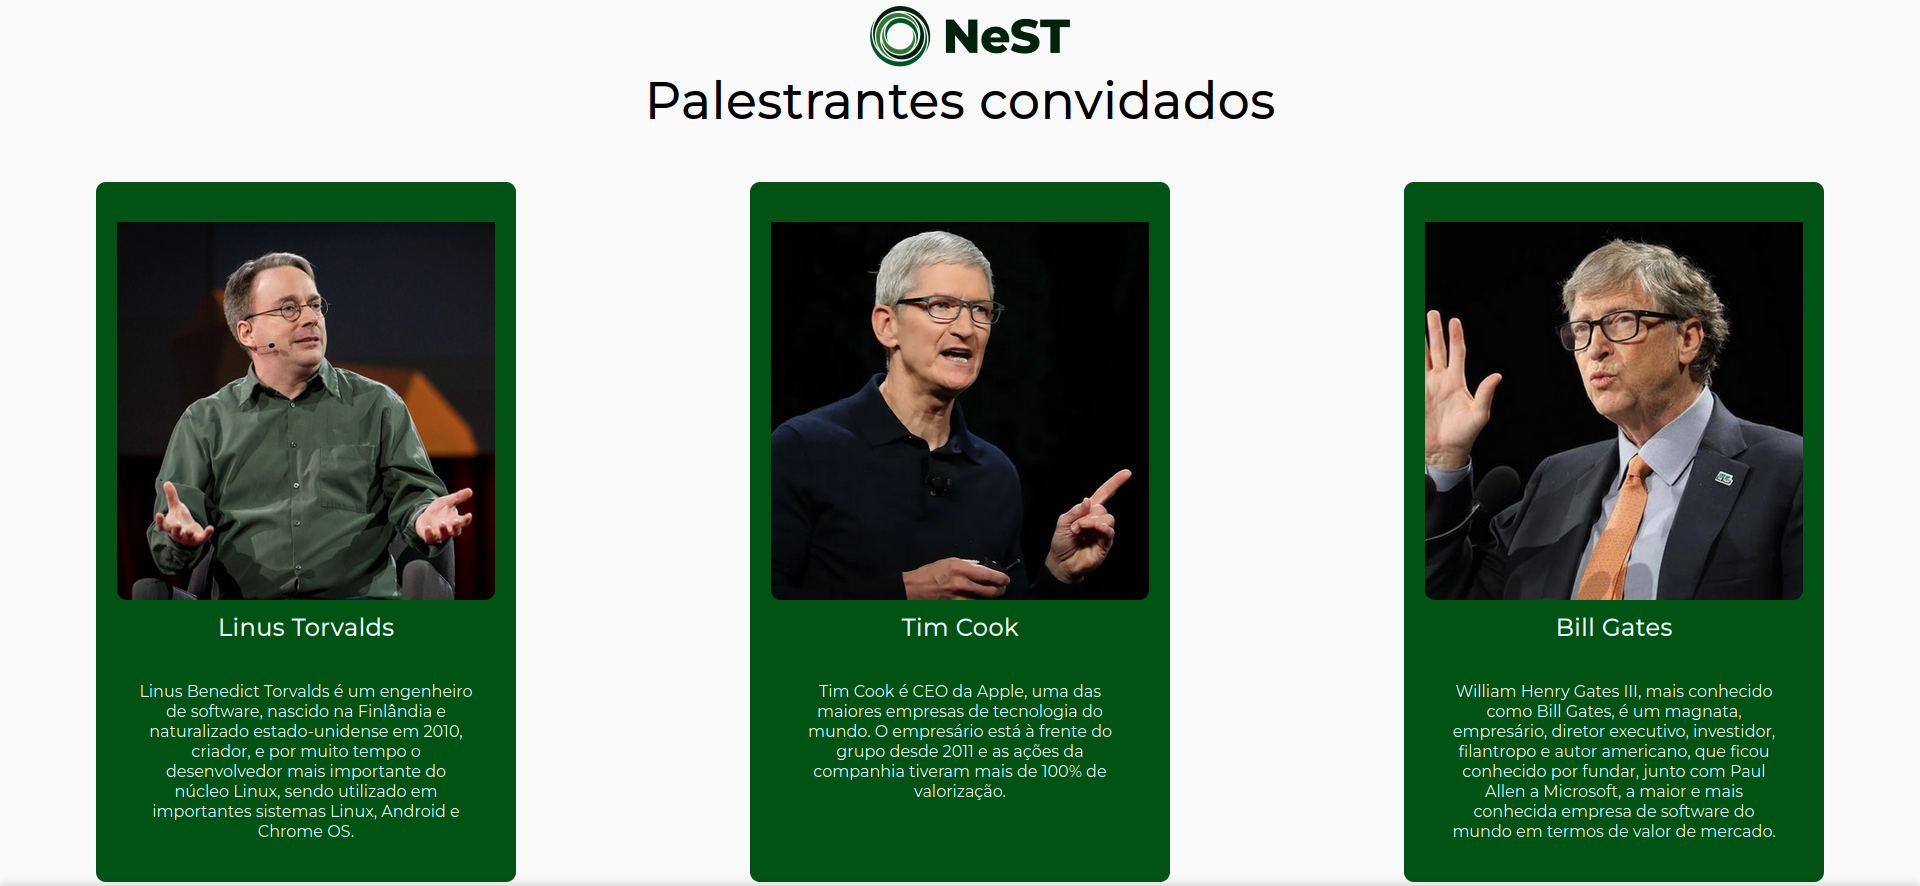 NeST
Palestrantes convidados
Linus Torvalds
Linus Benedict Torvalds é um engenheiro
de software, nascido na Finlândia e
naturalizado estado-unidense em 2010,
criador, e por muito tempo o
desenvolvedor mais importante do
núcleo Linux, sendo utilizado em
importantes sistemas Linux, Android e
Chrome OS.
Tim Cook
Tim Cook é CEO da Apple, uma das
maiores empresas de tecnologia do
mundo. O empresário está à frente do
grupo desde 2011 e as ações da
companhia tiveram mais de 100% de
valorização.
Bill Gates
William Henry Gates III, mais conhecido
como Bill Gates, é um magnata,
empresário, diretor executivo, investidor,
filantropo e autor americano, que ficou
conhecido por fundar, junto com Paul
Allen a Microsoft, a maior e mais
conhecida empresa de software do
mundo em termos de valor de mercado.